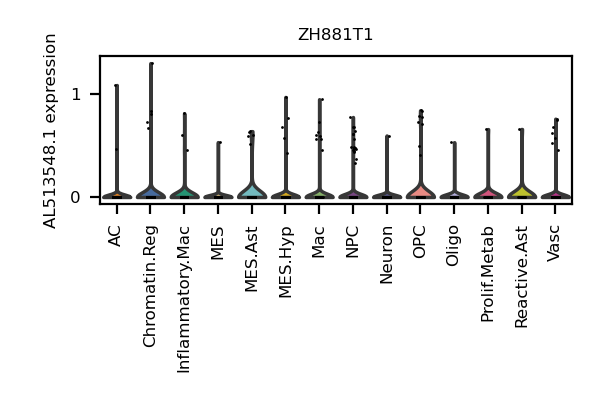 ZH881T1
AL513548.1 expression
1
0
AC
Chromatin.Reg
Inflammatory.Mac
MES
MES.Ast
MES.Hyp
Mac
NPC
Neuron
OPC
Oligo
Prolif.Metab
Reactive.Ast
Vasc